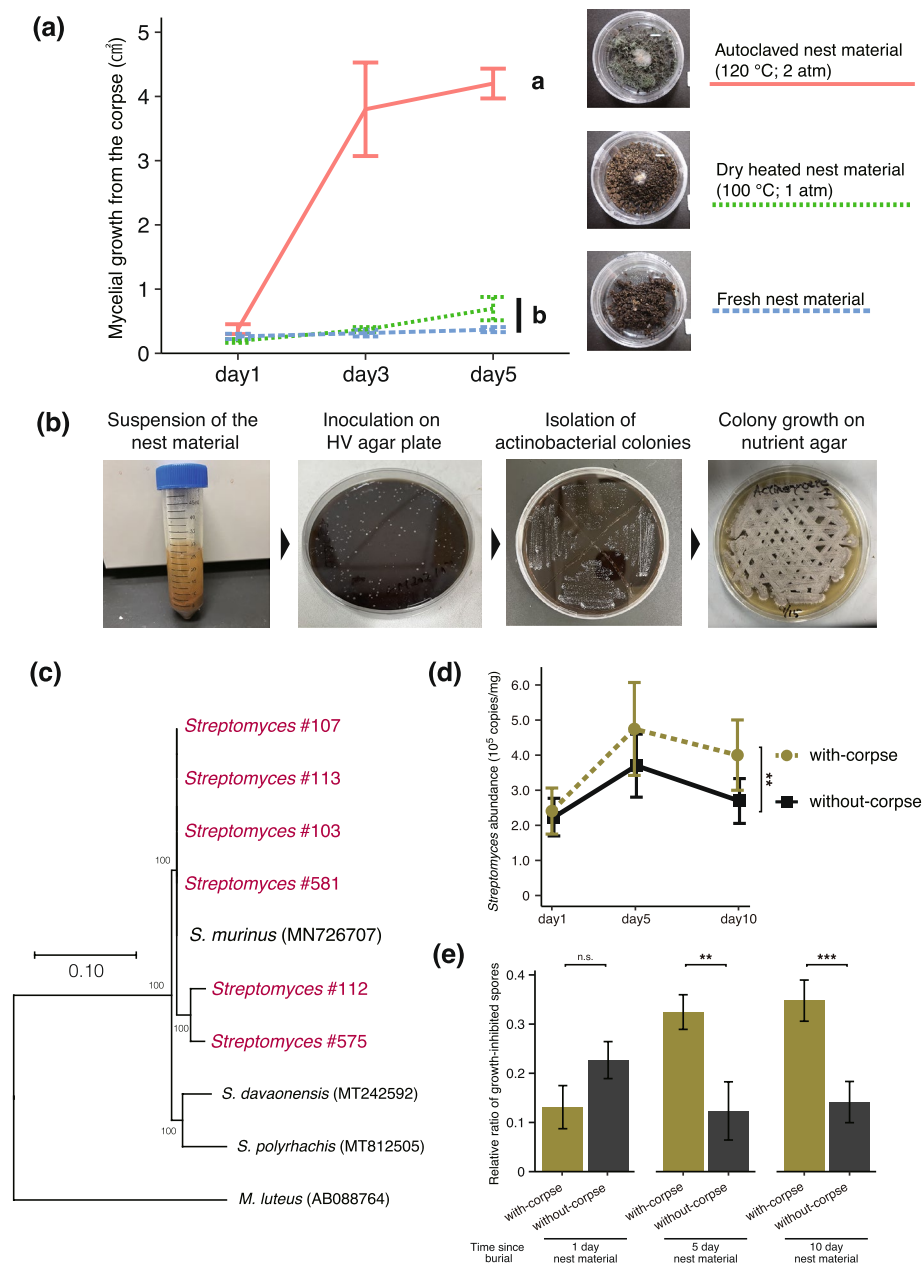 (a)
Mycelial growth from the corpse (㎠)
5
4
3
2
1
0
day1
day3
day5
a
b
Autoclaved nest material
(120 °C; 2 atm)
Dry heated nest material
(100 °C; 1 atm)
Fresh nest material
(b)
Suspension of the
nest material
Inoculation on
HV agar plate
Isolation of
actinobacterial colonies
Colony growth on
nutrient agar
1/15
(c)
Streptomyces #107
Streptomyces #113
Streptomyces #103
Streptomyces #581
S. murinus (MN726707)
Streptomyces #112
Streptomyces #575
S. davaonensis (MT242592)
S. polyrhachis (MT812505)
M. luteus (AB088764)
100
100
100
100
0.10
(d)
Streptomyces abundance (10⁵ copies/mg)
6.0
5.0
4.0
3.0
2.0
1.0
0
day1
day5
day10
**
with-corpse
without-corpse
(e)
Relative ratio of growth-inhibited spores
0.4
0.3
0.2
0.1
0
n.s.
**
***
with-corpse
without-corpse
with-corpse
without-corpse
with-corpse
without-corpse
Time since
burial
1 day
nest material
5 day
nest material
10 day
nest material